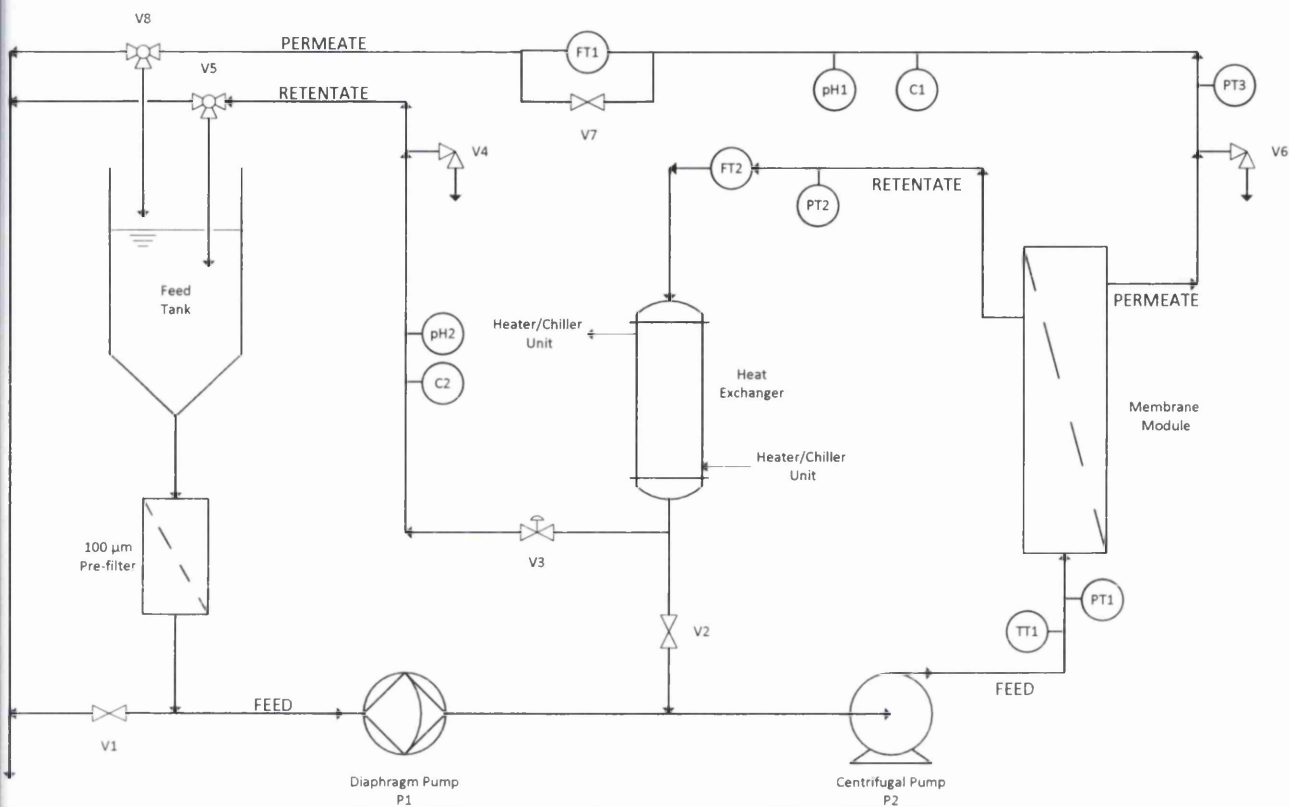 V8
PERMEATE
FT1
V5
RETENTATE
pH1
C1
PT3
V7
V4
V6
FT2
RETENTATE
PT2
Feed
Tank
PERMEATE
pH2
Heater/Chiller
Unit
C2
Heat
Exchanger
Membrane
Module
Heater/Chiller
Unit
100 µm
Pre-filter
V3
PT1
V2
TT1
FEED
FEED
V1
Diaphragm Pump
P1
Centrifugal Pump
P2